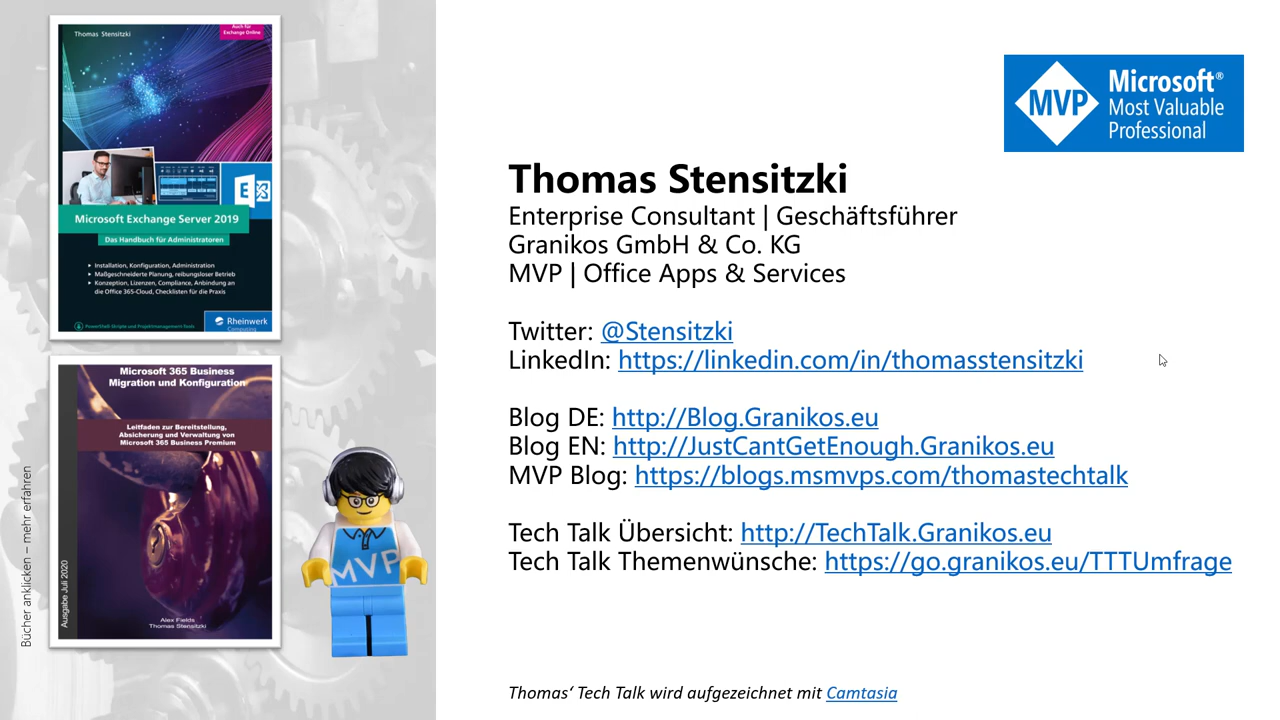 Thomas Stensitzki
Auch für
Exchange Online
Microsoft Exchange Server 2019
Das Handbuch für Administratoren
Installation, Konfiguration, Administration
Maßgeschneiderte Planung, reibungsloser Betrieb
Konzeption, Lizenzen, Compliance, Anbindung an
die Office 365-Cloud, Checklisten für die Praxis
PowerShell-Skripte und Projektmanagement-Tools
Rheinwerk
Computing
Microsoft 365 Business
Migration und Konfiguration
Leitfaden zur Bereitstellung,
Absicherung und Verwaltung von
Microsoft 365 Business Premium
Ausgabe Juli 2020
Alex Fields
Thomas Stensitzki
Bücher anklicken – mehr erfahren
MVP
MVP
Microsoft®
Most Valuable
Professional
Thomas Stensitzki
Enterprise Consultant | Geschäftsführer
Granikos GmbH & Co. KG
MVP | Office Apps & Services
Twitter: @Stensitzki
LinkedIn: https://linkedin.com/in/thomasstensitzki
Blog DE: http://Blog.Granikos.eu
Blog EN: http://JustCantGetEnough.Granikos.eu
MVP Blog: https://blogs.msmvps.com/thomastechtalk
Tech Talk Übersicht: http://TechTalk.Granikos.eu
Tech Talk Themenwünsche: https://go.granikos.eu/TTTUmfrage
Thomas‘ Tech Talk wird aufgezeichnet mit Camtasia